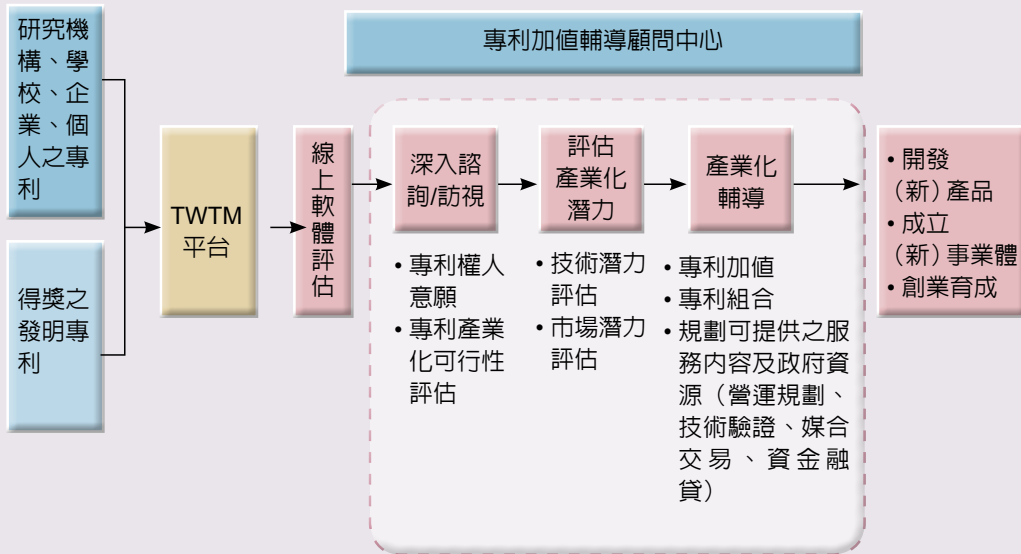 研究機
構、學
校、企
業、個
人之專
利
得獎之
發明專
利
TWTM
平台
線
上
軟
體
評
估
專利加值輔導顧問中心
深入諮
詢/訪視
• 專利權人
意願
• 專利產業
化可行性
評估
評估
產業化
潛力
• 技術潛力
評估
• 市場潛力
評估
產業化
輔導
• 專利加值
• 專利組合
• 規劃可提供之服
務內容及政府資
源（營運規劃、
技術驗證、媒合
交易、資金融
貸）
• 開發
（新）產品
• 成立
（新）事業體
• 創業育成